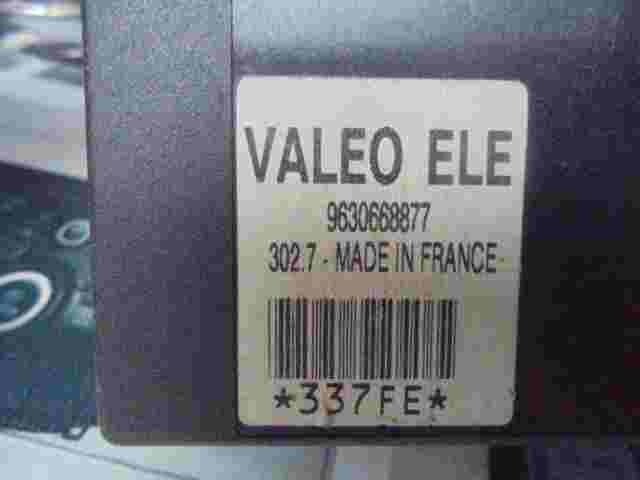 VALEO ELE
9630668877
302.7 - MADE IN FRANCE
*337FE*